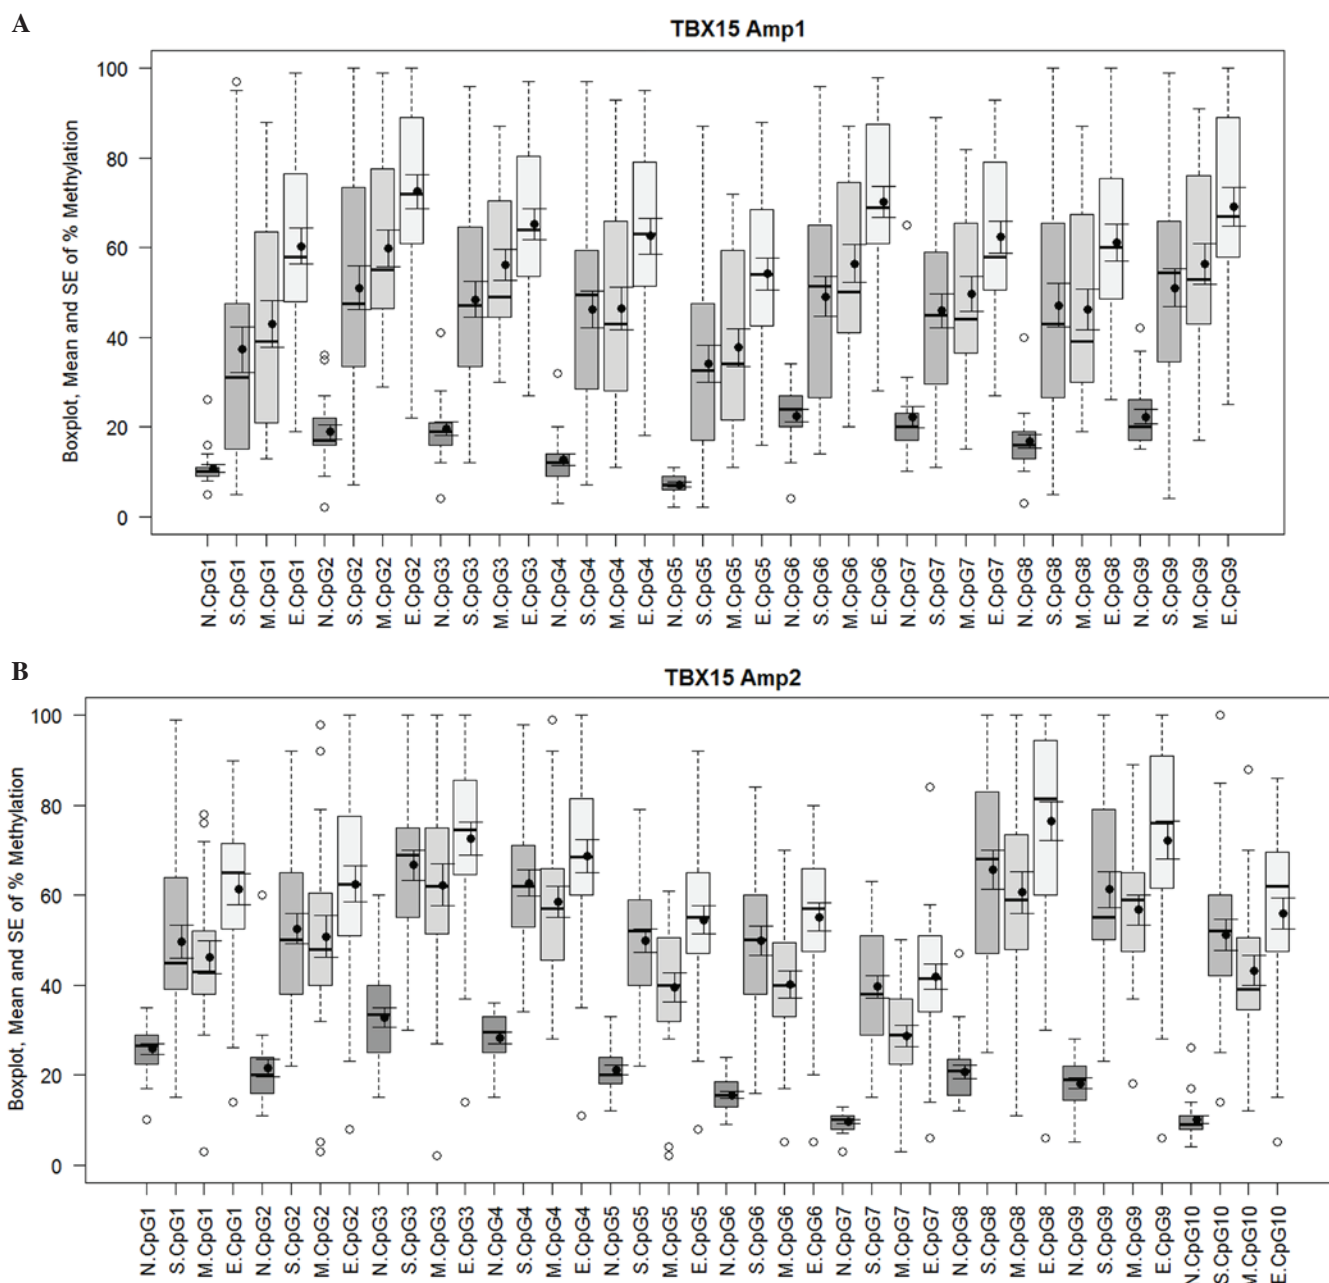 A
TBX15 Amp1
Boxplot, Mean and SE of % Methylation
100
80
60
40
20
0
N.CpG1 S.CpG1 M.CpG1 E.CpG1 N.CpG2 S.CpG2 M.CpG2 E.CpG2 N.CpG3 S.CpG3 M.CpG3 E.CpG3 N.CpG4 S.CpG4 M.CpG4 E.CpG4 N.CpG5 S.CpG5 M.CpG5 E.CpG5 N.CpG6 S.CpG6 M.CpG6 E.CpG6 N.CpG7 S.CpG7 M.CpG7 E.CpG7 N.CpG8 S.CpG8 M.CpG8 E.CpG8 N.CpG9 S.CpG9 M.CpG9 E.CpG9
B
TBX15 Amp2
Boxplot, Mean and SE of % Methylation
100
80
60
40
20
0
N.CpG1 S.CpG1 M.CpG1 E.CpG1 N.CpG2 S.CpG2 M.CpG2 E.CpG2 N.CpG3 S.CpG3 M.CpG3 E.CpG3 N.CpG4 S.CpG4 M.CpG4 E.CpG4 N.CpG5 S.CpG5 M.CpG5 E.CpG5 N.CpG6 S.CpG6 M.CpG6 E.CpG6 N.CpG7 S.CpG7 M.CpG7 E.CpG7 N.CpG8 S.CpG8 M.CpG8 E.CpG8 N.CpG9 S.CpG9 M.CpG9 E.CpG9 N.CpG10 S.CpG10 M.CpG10 E.CpG10